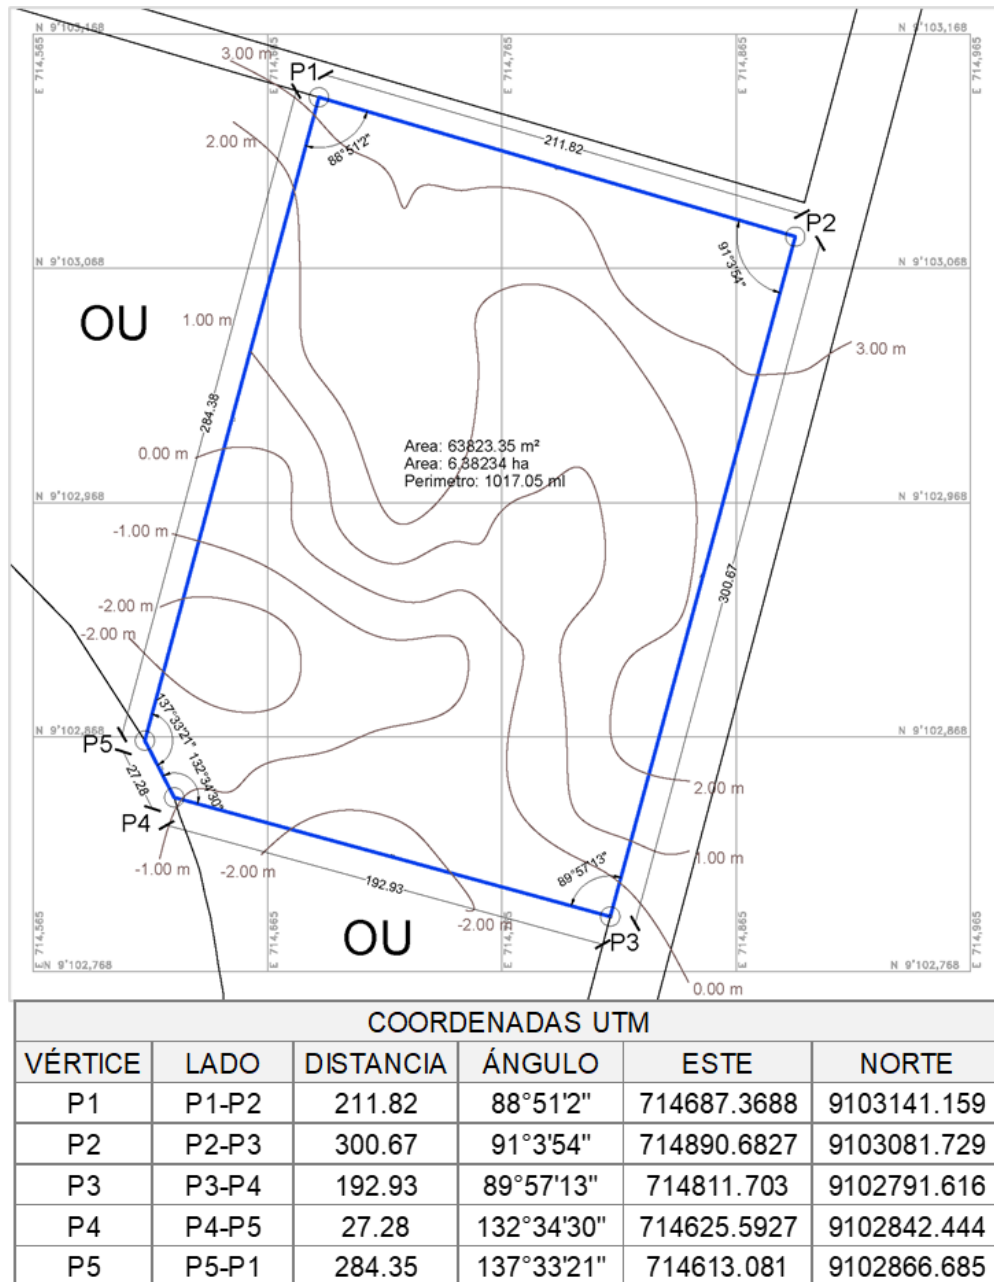 N 9'103,168
N 9'103,168
E 714,565
E 714,665
E 714,765
E 714,865
E 714,965
3.00 m
P1
2.00 m
88°51'2"
211.82
P2
91°3'54"
N 9'103,068
N 9'103,068
OU
1.00 m
3.00 m
284.38
Area: 63823.35 m²
Area: 6.38234 ha
Perimetro: 1017.05 ml
0.00 m
N 9'102,968
N 9'102,968
-1.00 m
300.67
-2.00 m
-2.00 m
137°33'21"
N 9'102,868
N 9'102,868
P5
132°34'30"
27.28
2.00 m
P4
1.00 m
-1.00 m
-2.00 m
192.93
89°57'13"
OU
-2.00 m
P3
E 714,565
E 714,665
E 714,765
E 714,865
E 714,965
N 9'102,768
N 9'102,768
0.00 m
COORDENADAS UTM
VÉRTICE LADO DISTANCIA ÁNGULO ESTE NORTE
P1 P1-P2 211.82 88°51'2" 714687.3688 9103141.159
P2 P2-P3 300.67 91°3'54" 714890.6827 9103081.729
P3 P3-P4 192.93 89°57'13" 714811.703 9102791.616
P4 P4-P5 27.28 132°34'30" 714625.5927 9102842.444
P5 P5-P1 284.35 137°33'21" 714613.081 9102866.685